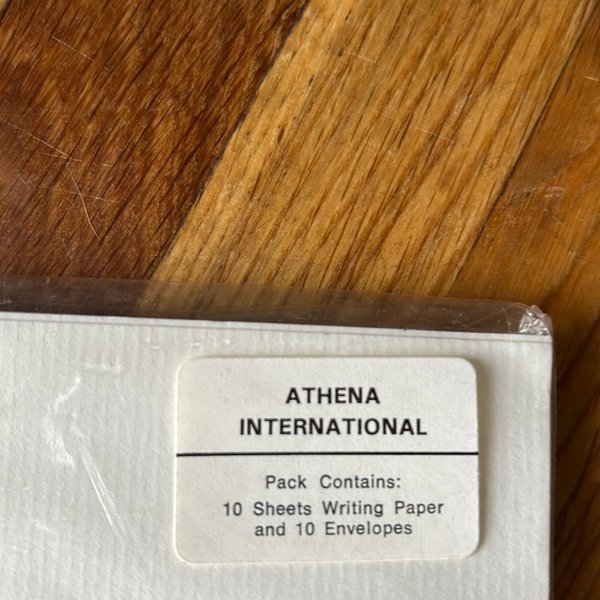 ATHENA
INTERNATIONAL
Pack Contains:
10 Sheets Writing Paper
and 10 Envelopes